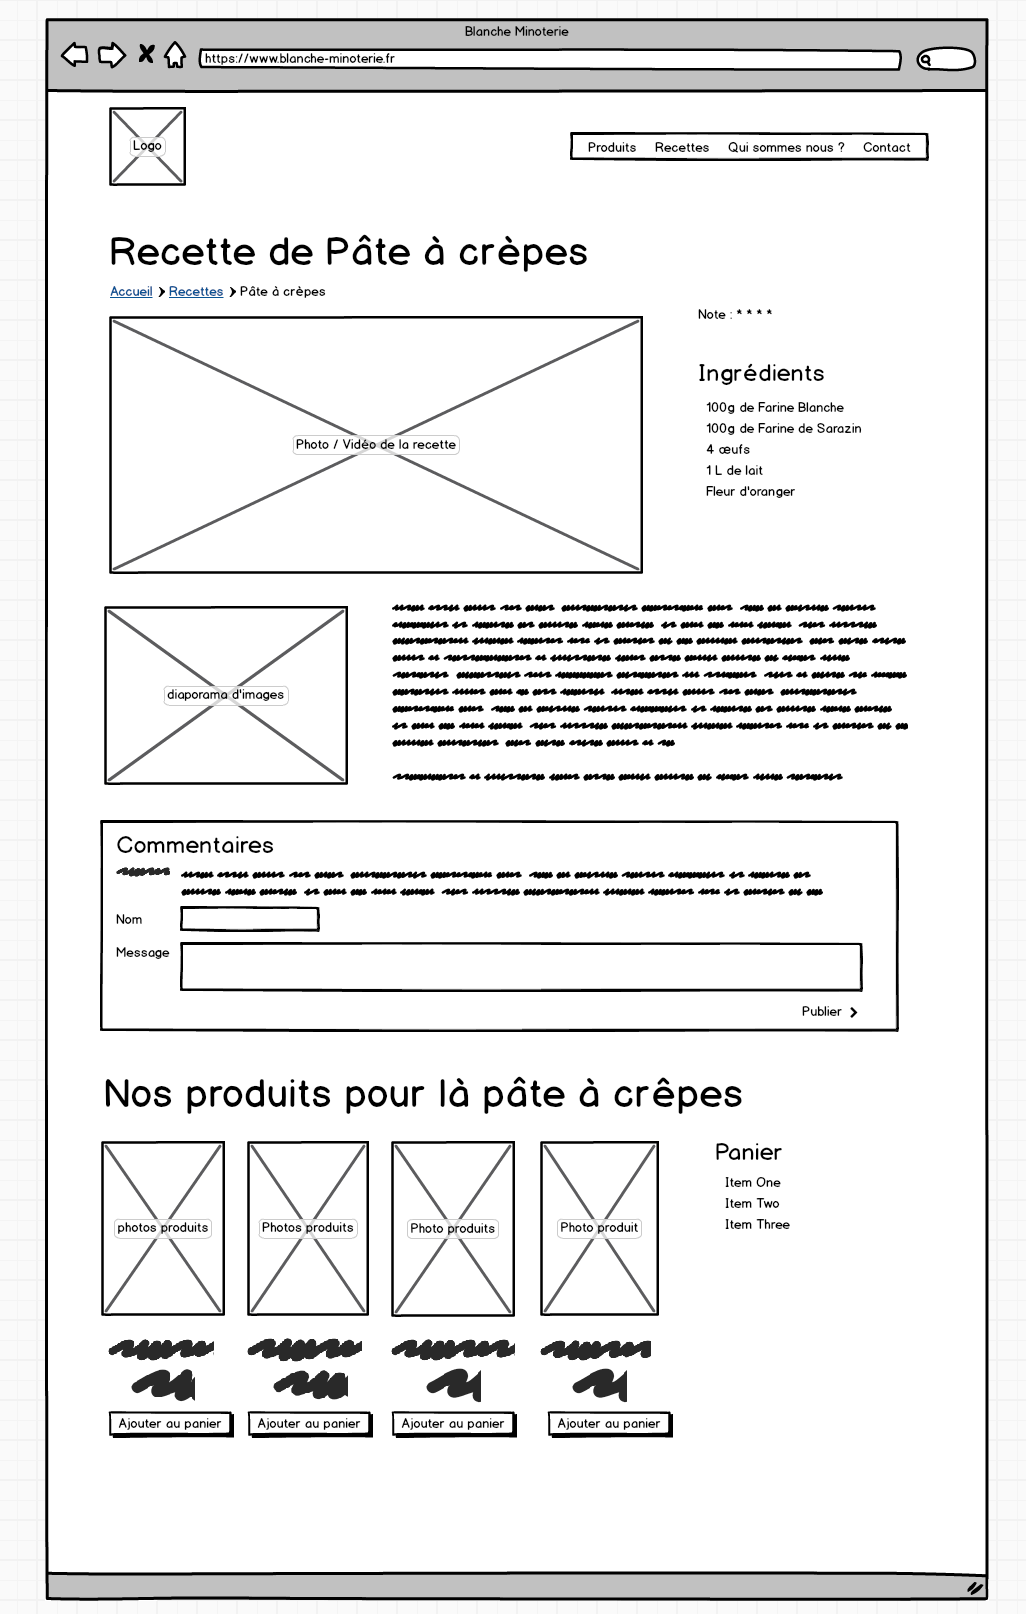 Blanche Minoterie
https://www.blanche-minoterie.fr
Logo
Produits Recettes Qui sommes nous ? Contact
Recette de Pâte à crèpes
Accueil Recettes Pâte à crèpes
Note : * * * *
Photo / Vidéo de la recette
Ingrédients
100g de Farine Blanche
100g de Farine de Sarazin
4 œufs
1 L de lait
Fleur d'oranger
diaporama d'images
Commentaires
Nom
Message
Publier
Nos produits pour là pâte à crêpes
photos produits
Photos produits
Photo produits
Photo produit
Panier
Item One
Item Two
Item Three
Ajouter au panier
Ajouter au panier
Ajouter au panier
Ajouter au panier